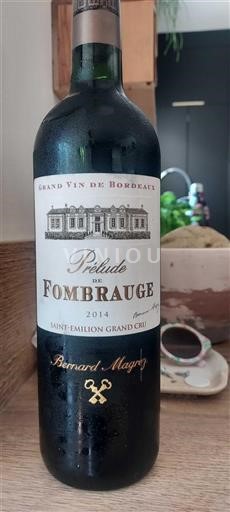 GRAND VIN DE BORDEAUX
Prélude
DE
FOMBRAUGE
2014
SAINT-EMILION GRAND CRU
Bernard Magrez